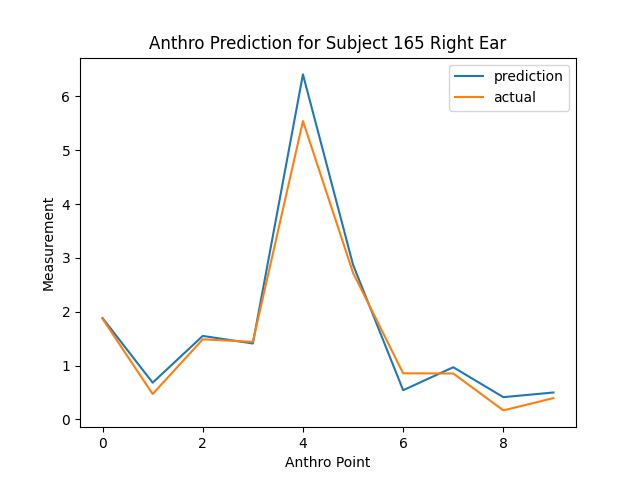 Anthro Prediction for Subject 165 Right Ear
prediction
actual
Measurement
6
5
4
3
2
1
0
0 2 4 6 8
Anthro Point